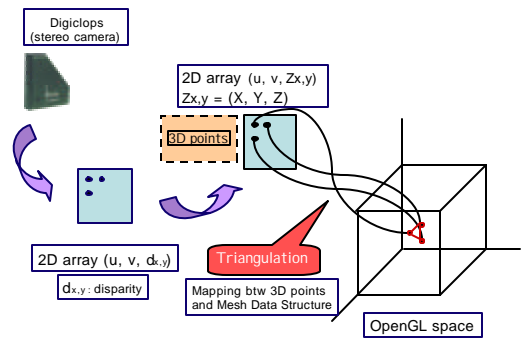 Digiclops
(stereo camera)
2D array (u, v, Zx,y)
Zx,y = (X, Y, Z)
3D points
2D array (u, v, dx,y)
dx,y : disparity
Triangulation
Mapping btw 3D points
and Mesh Data Structure
OpenGL space